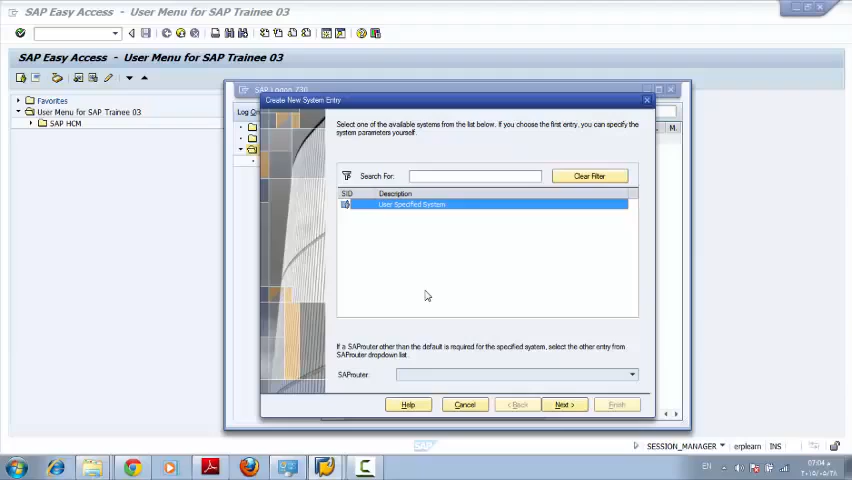 SAP Easy Access - User Menu for SAP Trainee 03
SAP Easy Access - User Menu for SAP Trainee 03
Favorites
User Menu for SAP Trainee 03
SAP HCM
SAP Logon 730
Log On
M.
Create New System Entry
Select one of the available systems from the list below. If you choose the first entry, you can specify the
system parameters yourself.
Search For:
Clear Filter
SID
Description
User Specified System
If a SAProuter other than the default is required for the specified system, select the other entry from
SAProuter dropdown list.
SAProuter:
Help
Cancel
< Back
Next >
Finish
SAP
SESSION_MANAGER
erplearn
INS
EN
07:04 م